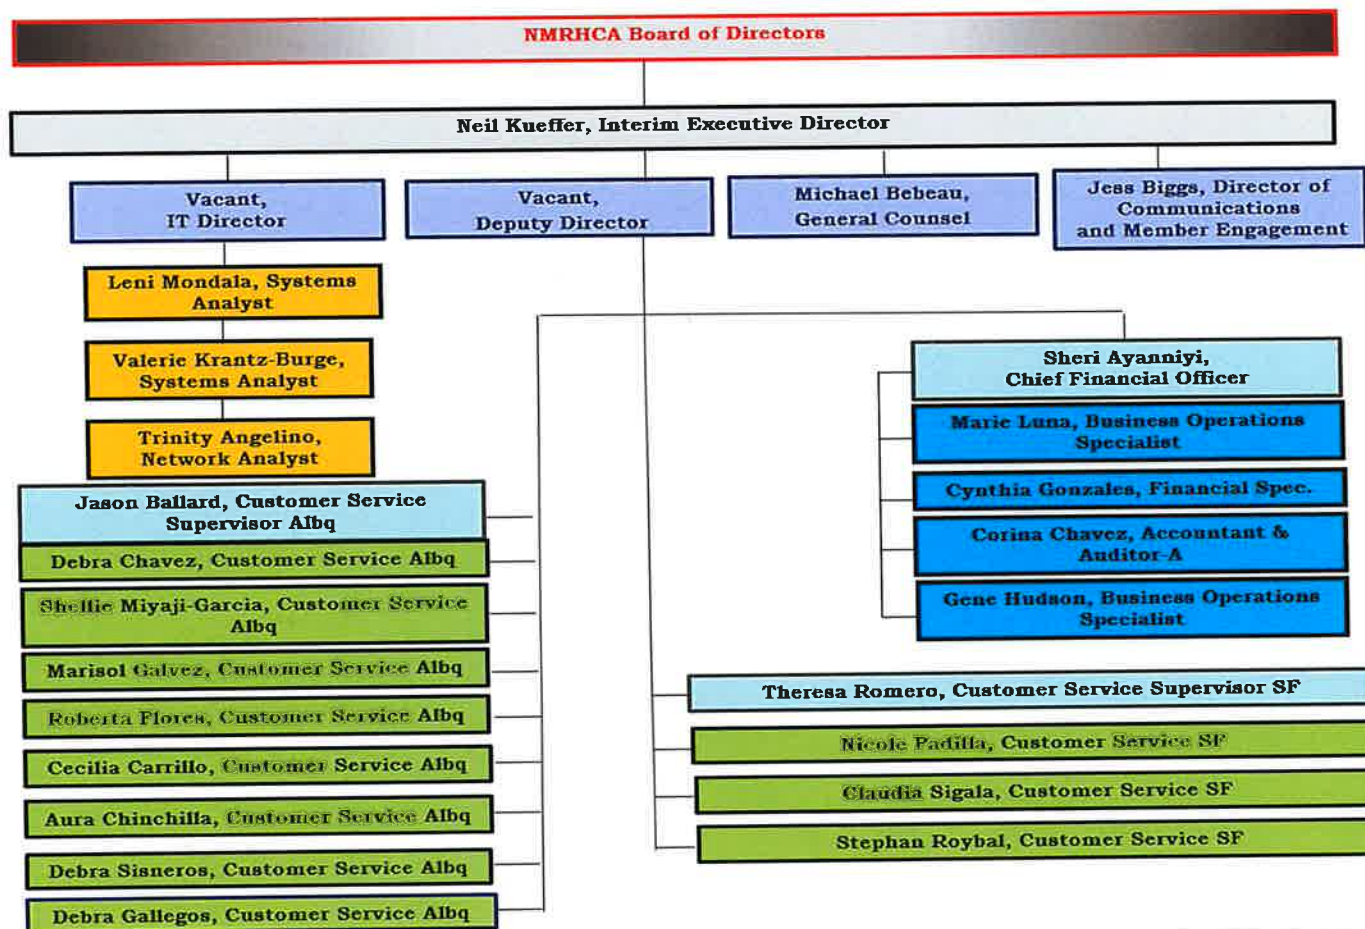 NMRHCA Board of Directors
Neil Kueffer, Interim Executive Director
Vacant,
IT Director
Vacant,
Deputy Director
Michael Bebeau,
General Counsel
Jess Biggs, Director of
Communications
and Member Engagement
Leni Mondala, Systems
Analyst
Valerie Krantz-Burge,
Systems Analyst
Trinity Angelino,
Network Analyst
Sheri Ayanniyi,
Chief Financial Officer
Marie Luna, Business Operations
Specialist
Cynthia Gonzales, Financial Spec.
Corina Chavez, Accountant &
Auditor-A
Gene Hudson, Business Operations
Specialist
Jason Ballard, Customer Service
Supervisor Albq
Debra Chavez, Customer Service Albq
Shellie Miyaji-Garcia, Customer Service
Albq
Marisol Galvez, Customer Service Albq
Roberta Flores, Customer Service Albq
Cecilia Carrillo, Customer Service Albq
Aura Chinchilla, Customer Service Albq
Debra Sisneros, Customer Service Albq
Debra Gallegos, Customer Service Albq
Theresa Romero, Customer Service Supervisor SF
Nicole Padilla, Customer Service SF
Claudia Sigala, Customer Service SF
Stephan Roybal, Customer Service SF